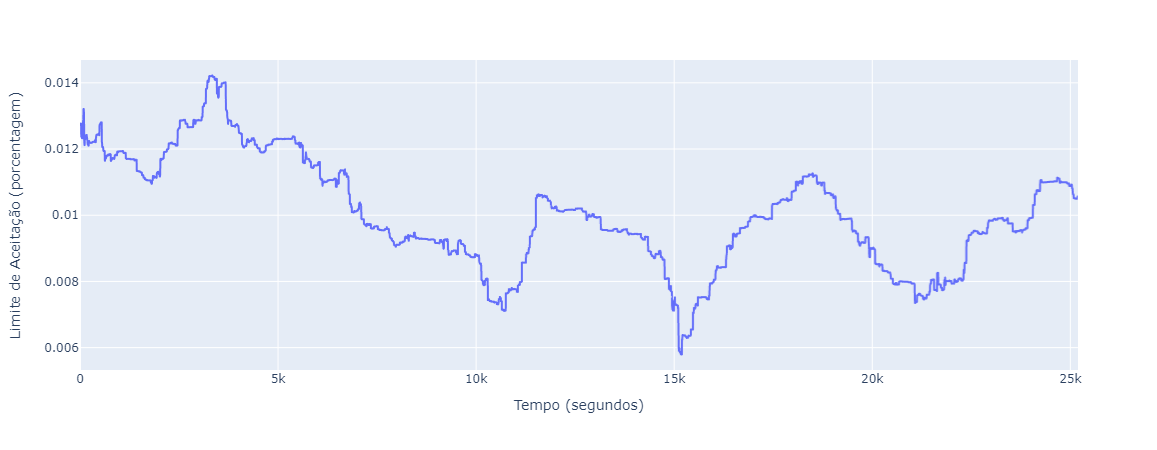 Limite de Aceitação (porcentagem)
0.014
0.012
0.01
0.008
0.006
0 5k 10k 15k 20k 25k
Tempo (segundos)